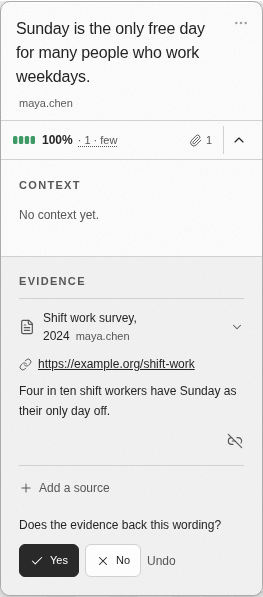 Sunday is the only free day
for many people who work
weekdays.
maya.chen
100% · 1 · few 1
CONTEXT
No context yet.
EVIDENCE
Shift work survey,
2024 maya.chen
https://example.org/shift-work
Four in ten shift workers have Sunday as
their only day off.
Add a source
Does the evidence back this wording?
Yes No Undo